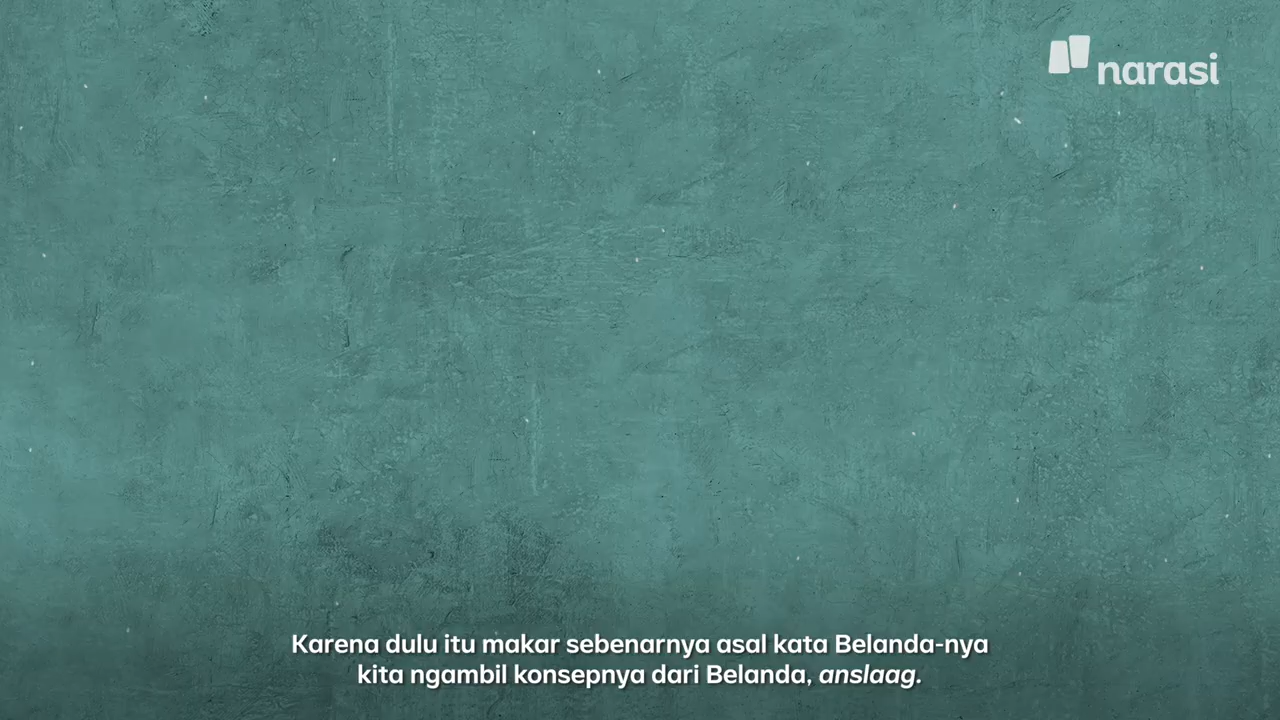 narasi
Karena dulu itu makar sebenarnya asal kata Belanda-nya
kita ngambil konsepnya dari Belanda, anslaag.